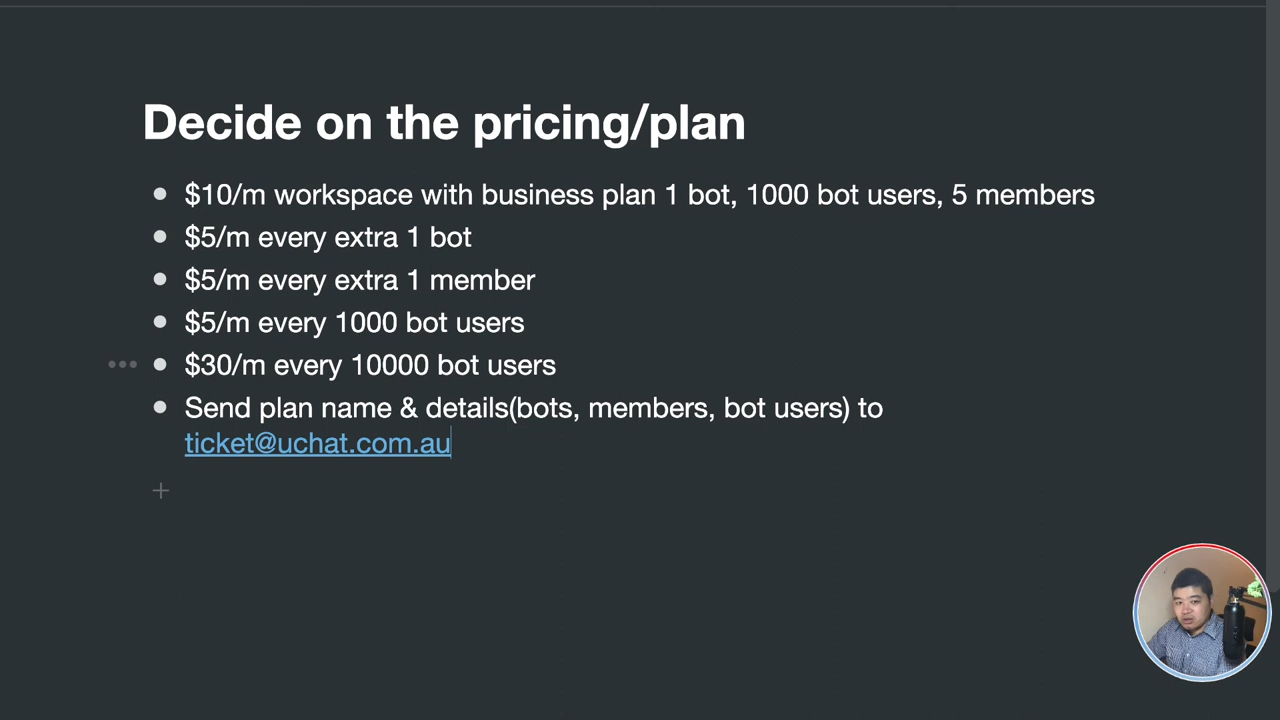 Decide on the pricing/plan
$10/m workspace with business plan 1 bot, 1000 bot users, 5 members
$5/m every extra 1 bot
$5/m every extra 1 member
$5/m every 1000 bot users
$30/m every 10000 bot users
Send plan name & details(bots, members, bot users) to
ticket@uchat.com.au